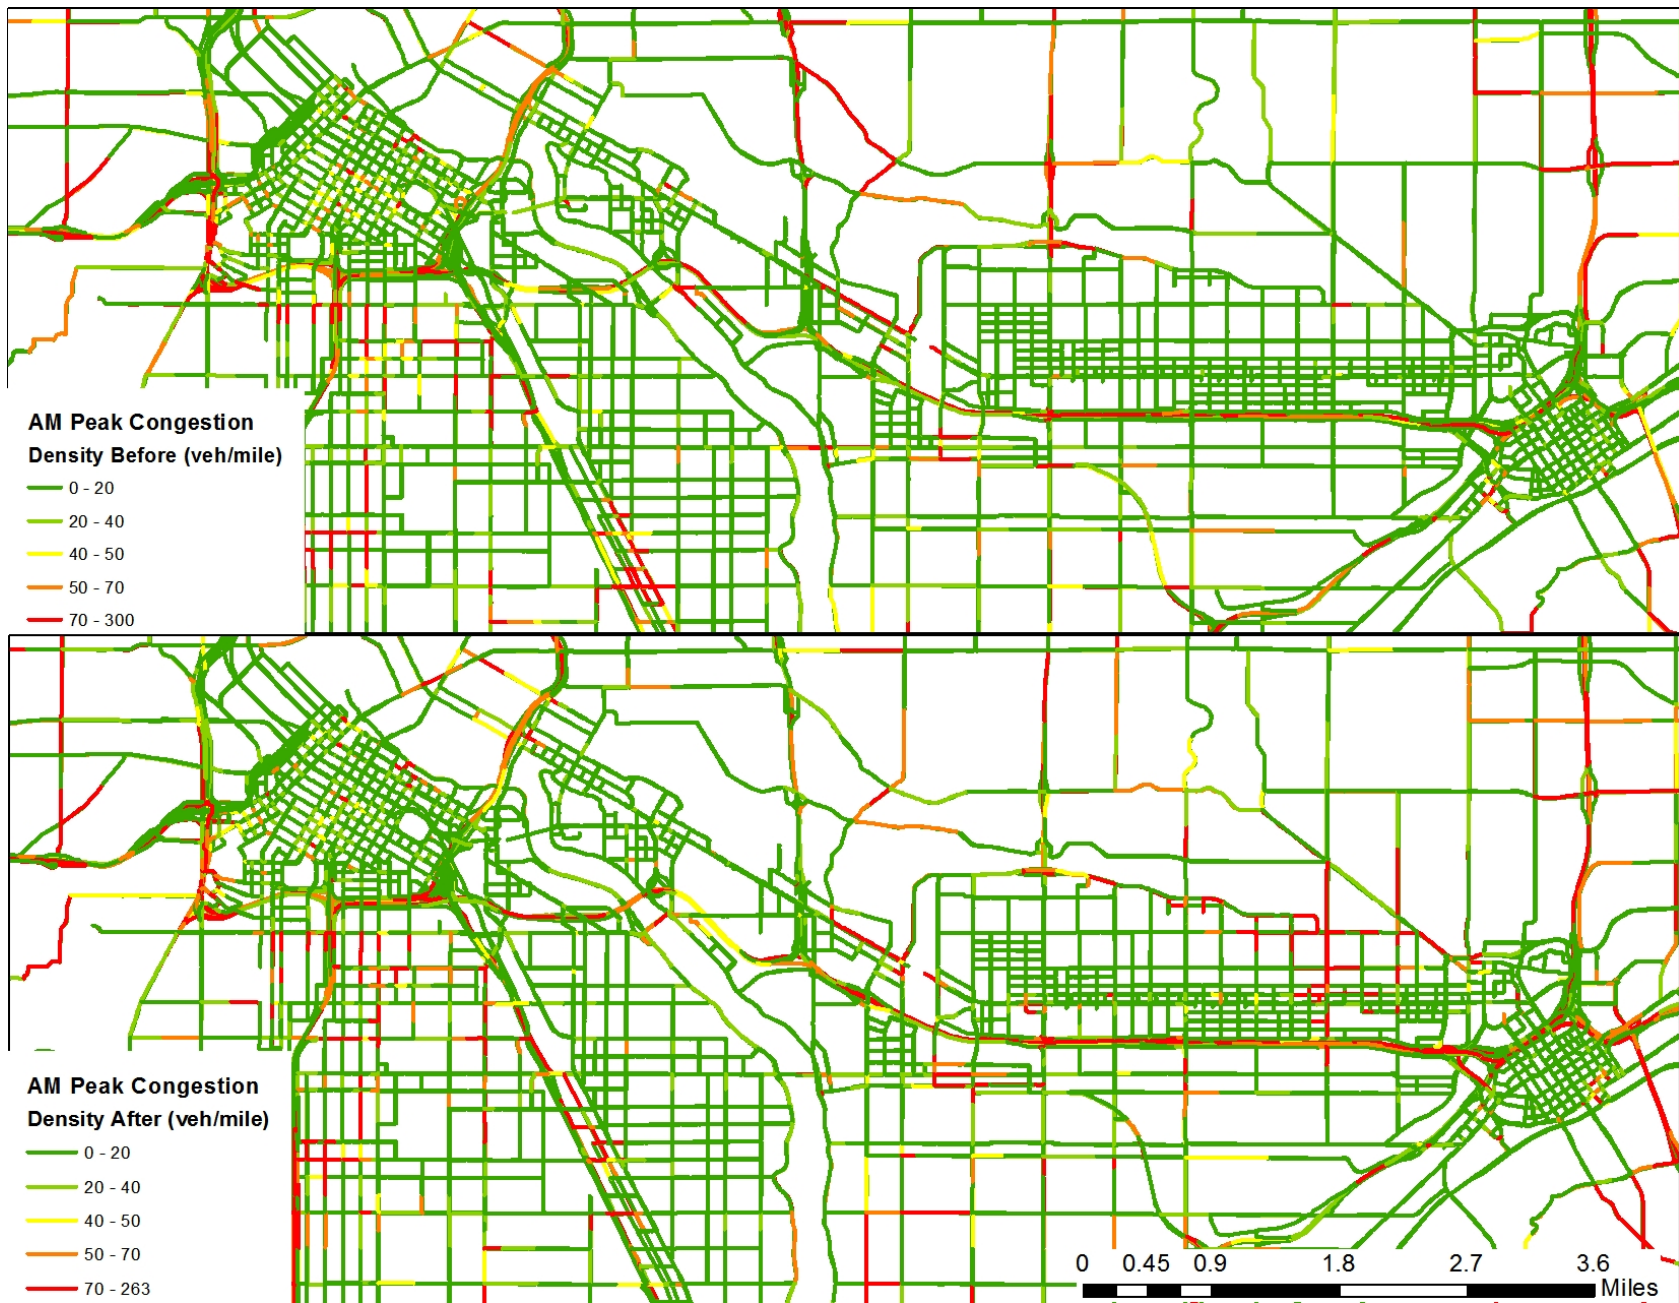 AM Peak Congestion
Density Before (veh/mile)
0 - 20
20 - 40
40 - 50
50 - 70
70 - 300
AM Peak Congestion
Density After (veh/mile)
0 - 20
20 - 40
40 - 50
50 - 70
70 - 263
0 0.45 0.9 1.8 2.7 3.6
Miles